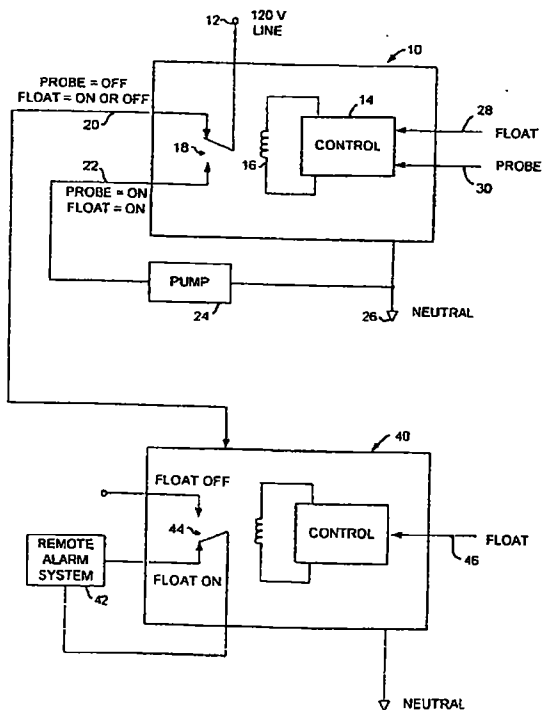 12
120 V
LINE
10
PROBE = OFF
FLOAT = ON OR OFF
20
14
28
FLOAT
18
16
CONTROL
22
PROBE
30
PROBE = ON
FLOAT = ON
PUMP
24
26
NEUTRAL
40
FLOAT OFF
44
CONTROL
FLOAT
46
REMOTE
ALARM
SYSTEM
42
FLOAT ON
NEUTRAL